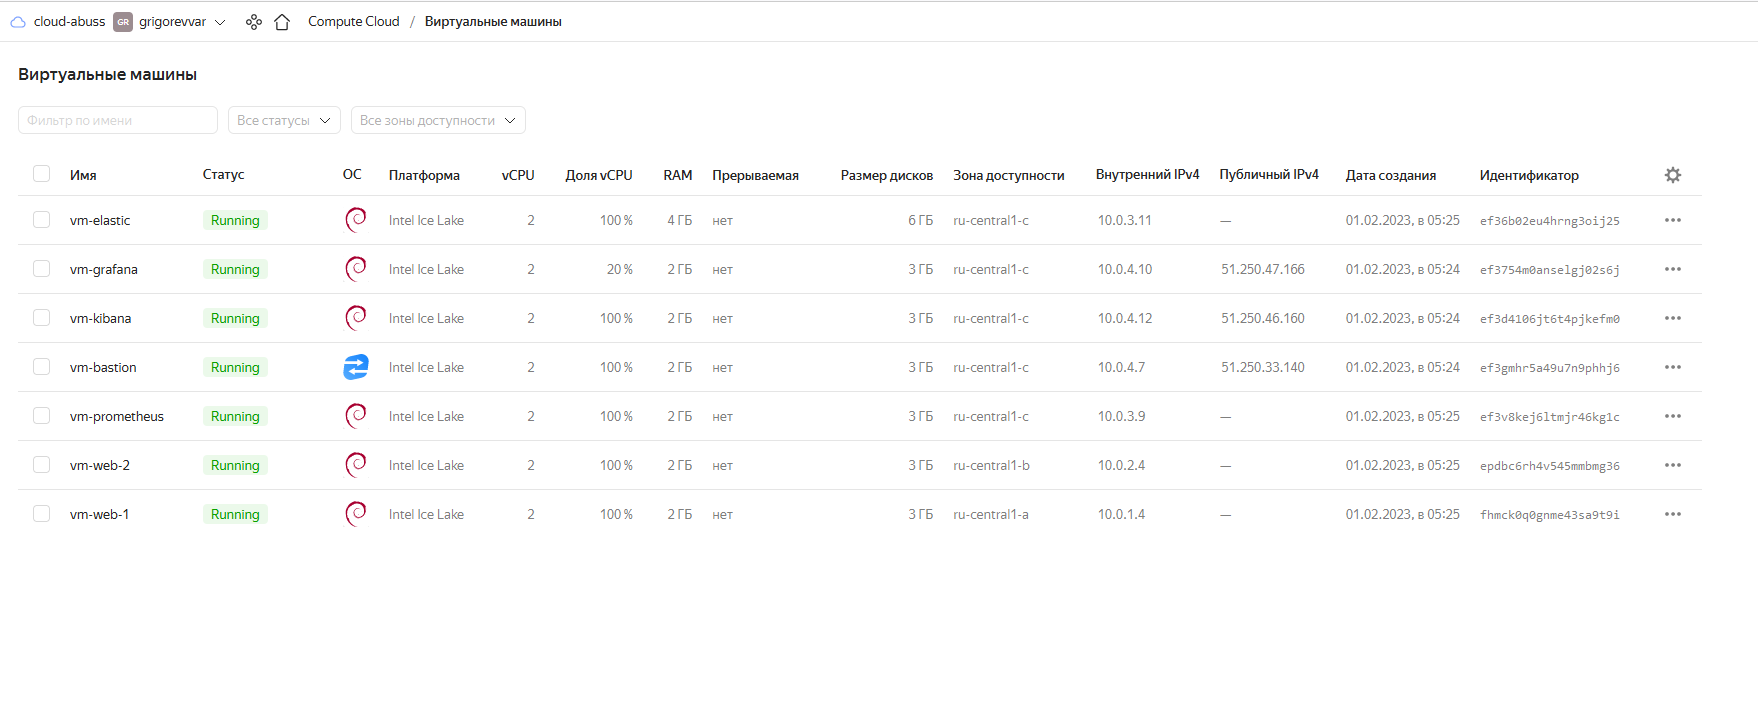 cloud-abuss GR grigorevvar Compute Cloud / Виртуальные машины
Виртуальные машины
Фильтр по имени Все статусы Все зоны доступности
Имя Статус ОС Платформа vCPU Доля vCPU RAM Прерываемая Размер дисков Зона доступности Внутренний IPv4 Публичный IPv4 Дата создания Идентификатор
vm-elastic Running Intel Ice Lake 2 100 % 4 ГБ нет 6 ГБ ru-central1-c 10.0.3.11 — 01.02.2023, в 05:25 ef36b02eu4hrng3oij25
vm-grafana Running Intel Ice Lake 2 20 % 2 ГБ нет 3 ГБ ru-central1-c 10.0.4.10 51.250.47.166 01.02.2023, в 05:24 ef3754m0anselgj02s6j
vm-kibana Running Intel Ice Lake 2 100 % 2 ГБ нет 3 ГБ ru-central1-c 10.0.4.12 51.250.46.160 01.02.2023, в 05:24 ef3d4106jt6t4pjkefm0
vm-bastion Running Intel Ice Lake 2 100 % 2 ГБ нет 3 ГБ ru-central1-c 10.0.4.7 51.250.33.140 01.02.2023, в 05:24 ef3gmhr5a49u7n9phhj6
vm-prometheus Running Intel Ice Lake 2 100 % 2 ГБ нет 3 ГБ ru-central1-c 10.0.3.9 — 01.02.2023, в 05:25 ef3v8kej6ltmjr46kg1c
vm-web-2 Running Intel Ice Lake 2 100 % 2 ГБ нет 3 ГБ ru-central1-b 10.0.2.4 — 01.02.2023, в 05:25 epdbc6rh4v545mmbmg36
vm-web-1 Running Intel Ice Lake 2 100 % 2 ГБ нет 3 ГБ ru-central1-a 10.0.1.4 — 01.02.2023, в 05:25 fhmck0q0gnme43sa9t9i